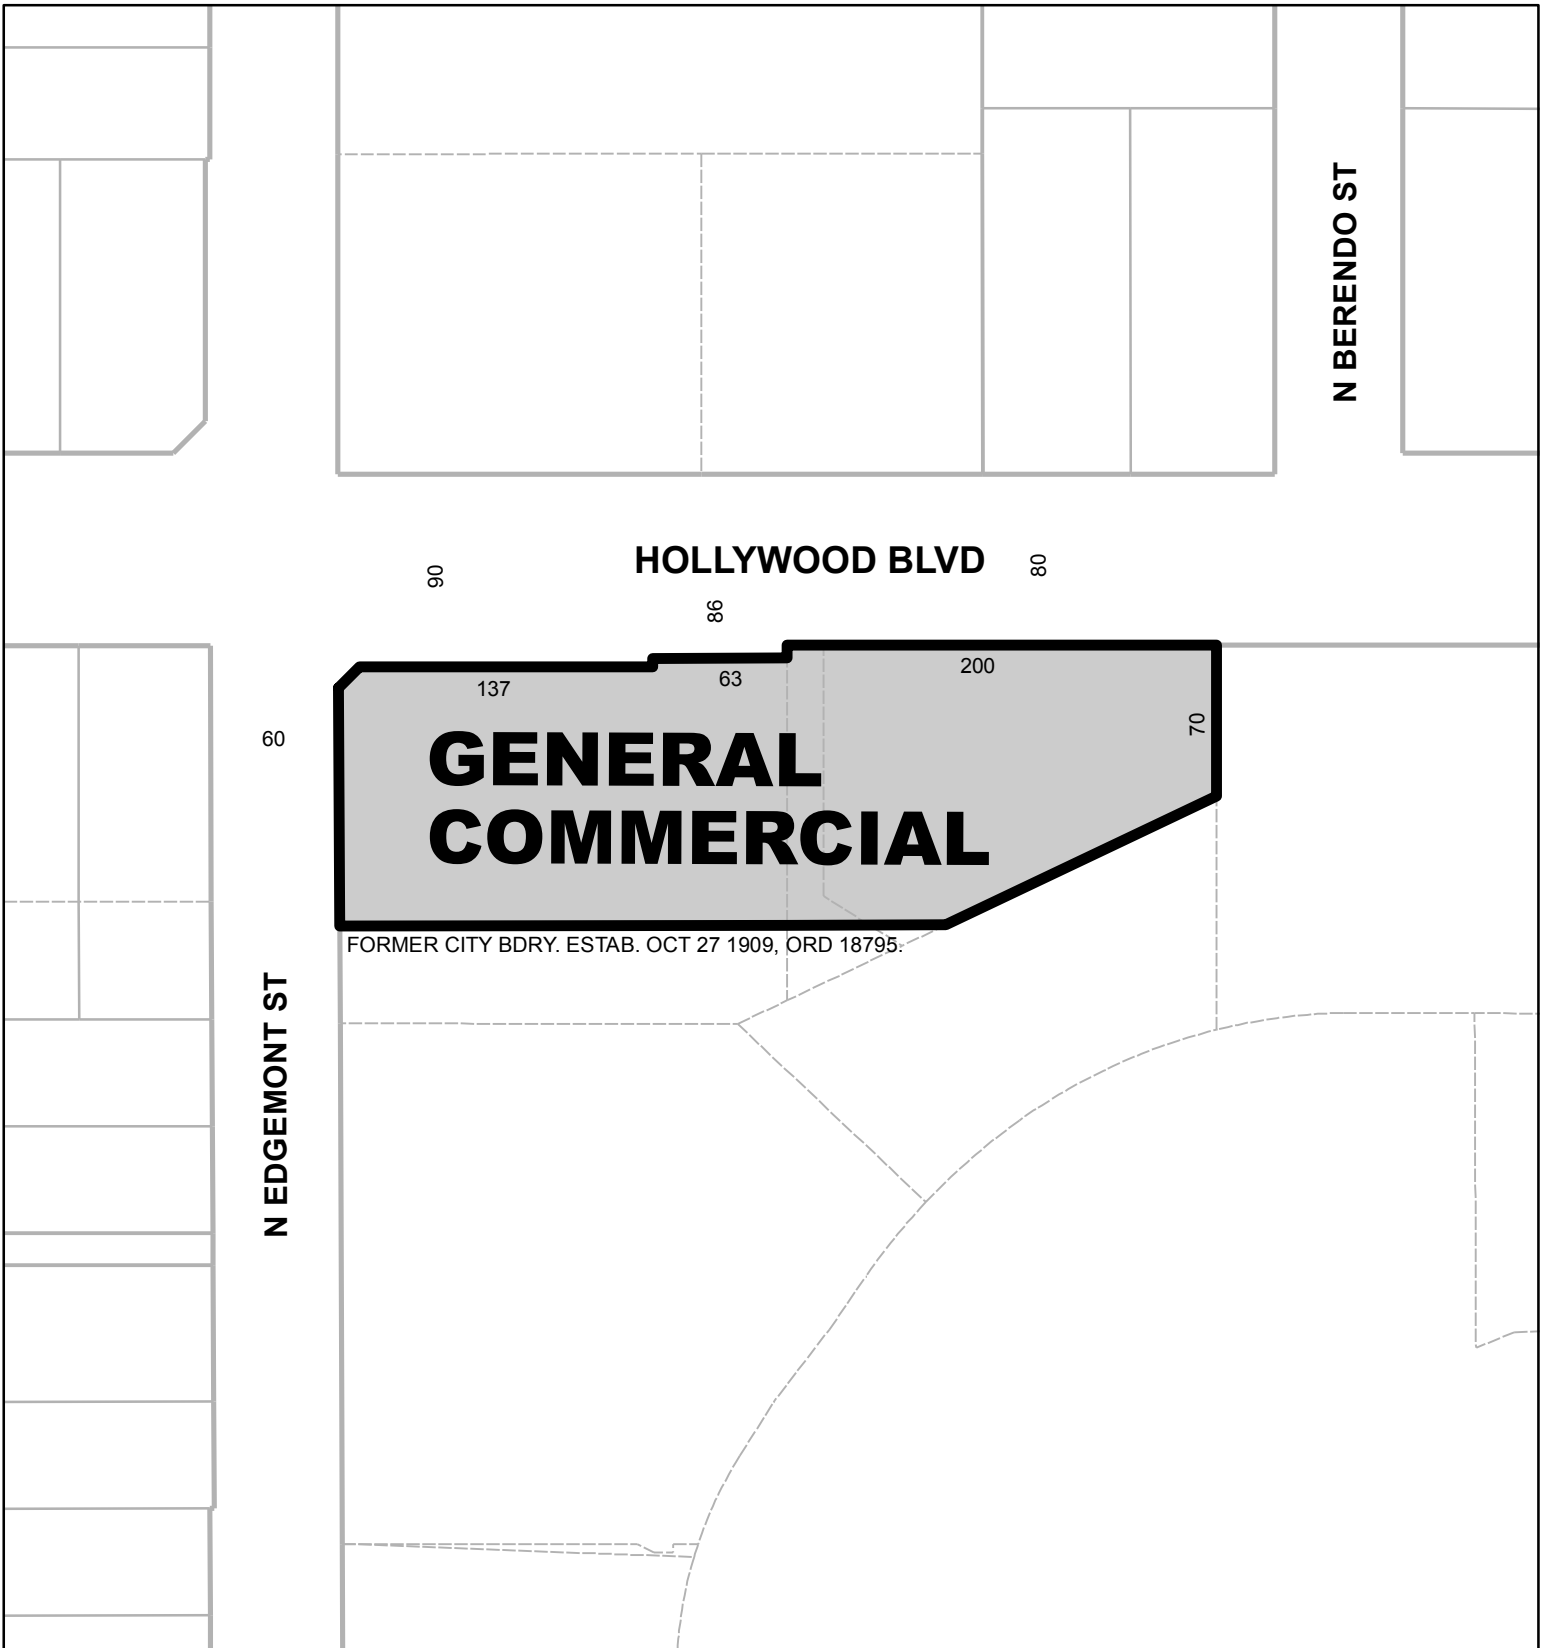 N BERENDO ST
HOLLYWOOD BLVD
90
86
80
137
63
200
70
60
GENERAL
COMMERCIAL
FORMER CITY BDRY. ESTAB. OCT 27 1909, ORD 18795.
N EDGEMONT ST